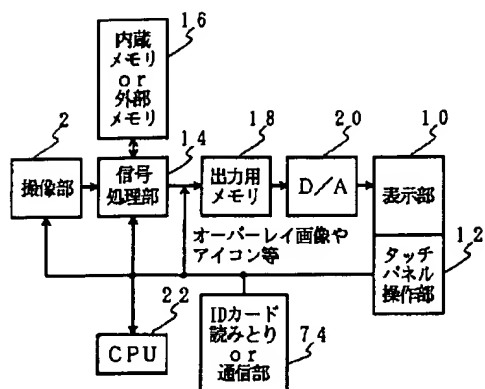 16
内蔵
メモリ
or
外部
メモリ
2
撮像部
14
信号
処理部
18
出力用
メモリ
20
D/A
10
表示部
オーバーレイ画像や
アイコン等
タッチ
パネル
操作部
12
22
CPU
IDカード
読みとり
or
通信部
74